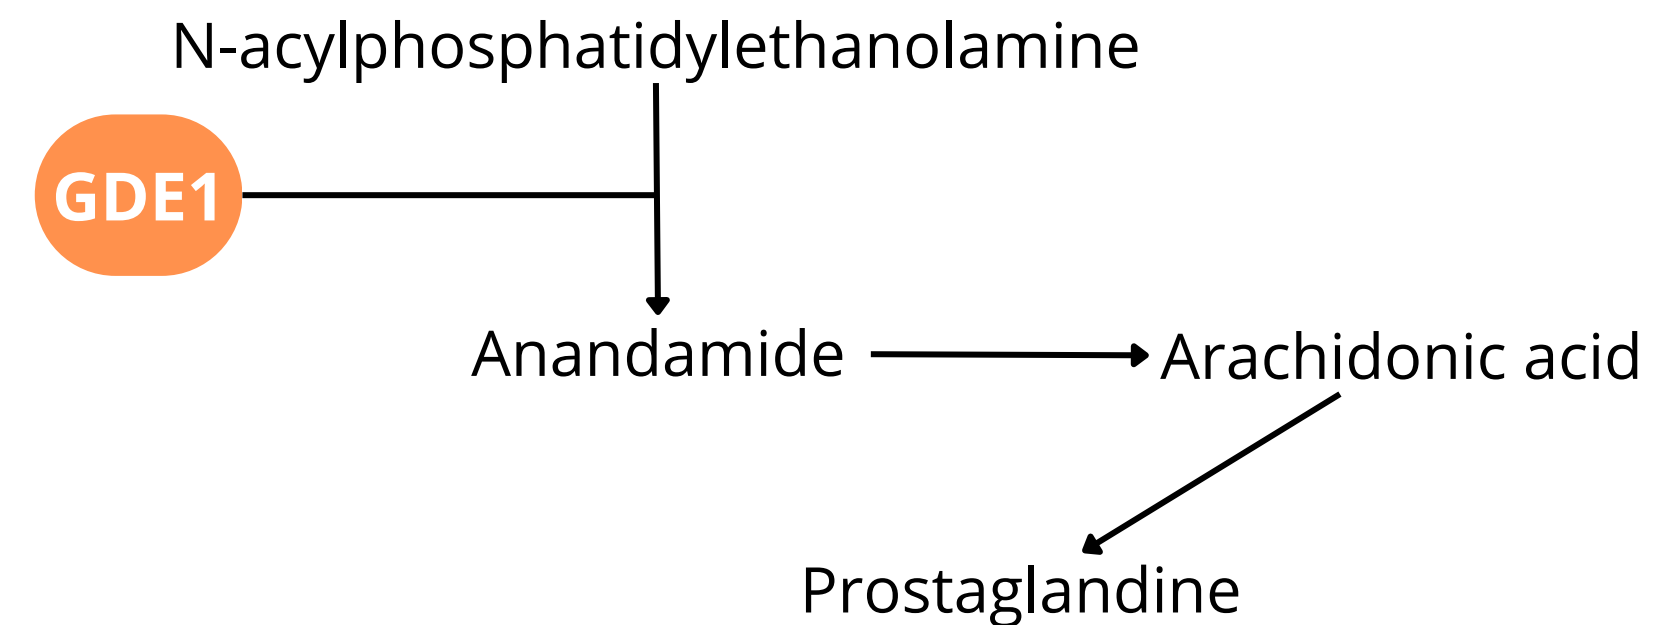 N-acylphosphatidylethanolamine
GDE1
Anandamide
Arachidonic acid
Prostaglandine